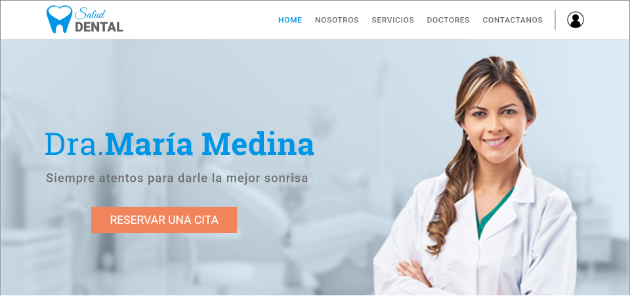 Salud
DENTAL
HOME NOSOTROS SERVICIOS DOCTORES CONTACTANOS
Dra.María Medina
Siempre atentos para darle la mejor sonrisa
RESERVAR UNA CITA